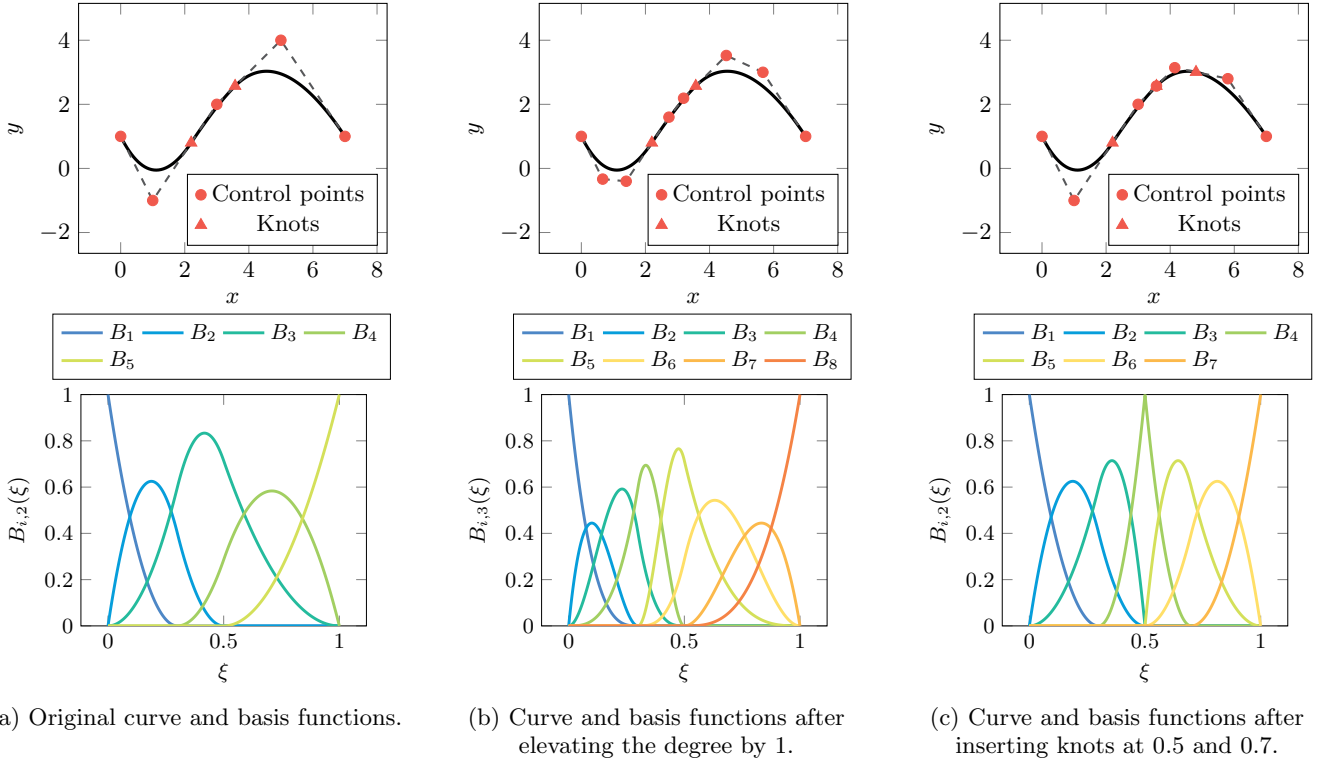 4
2
0
−2
y
0
2
4
6
8
x
Control points
Knots
4
2
0
−2
y
0
2
4
6
8
x
Control points
Knots
4
2
0
−2
y
0
2
4
6
8
x
Control points
Knots
B₁ B₂ B₃ B₄
B₅
B₁ B₂ B₃ B₄
B₅ B₆ B₇ B₈
B₁ B₂ B₃ B₄
B₅ B₆ B₇
1
0.8
0.6
0.4
0.2
0
B_{i,2}(ξ)
0
0.5
1
ξ
1
0.8
0.6
0.4
0.2
0
B_{i,3}(ξ)
0
0.5
1
ξ
1
0.8
0.6
0.4
0.2
0
B_{i,2}(ξ)
0
0.5
1
ξ
a) Original curve and basis functions.
(b) Curve and basis functions after
elevating the degree by 1.
(c) Curve and basis functions after
inserting knots at 0.5 and 0.7.